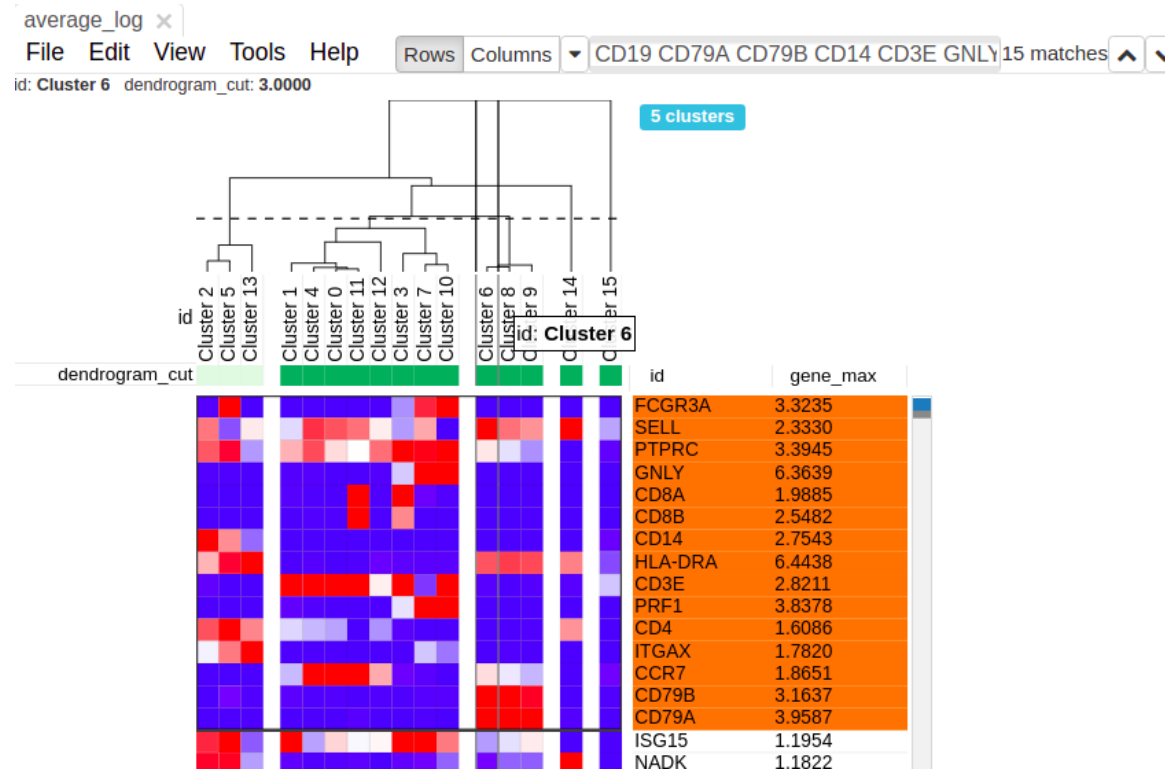 average_log ×
File Edit View Tools Help Rows Columns CD19 CD79A CD79B CD14 CD3E GNLY 15 matches
id: Cluster 6 dendrogram_cut: 3.0000
5 clusters
id Cluster 2 Cluster 5 Cluster 13 Cluster 1 Cluster 4 Cluster 0 Cluster 11 Cluster 12 Cluster 3 Cluster 7 Cluster 10 Cluster 6 Cluster 8 Cluster 9 Cluster 14 Cluster 15
id: Cluster 6
dendrogram_cut id gene_max
FCGR3A 3.3235
SELL 2.3330
PTPRC 3.3945
GNLY 6.3639
CD8A 1.9885
CD8B 2.5482
CD14 2.7543
HLA-DRA 6.4438
CD3E 2.8211
PRF1 3.8378
CD4 1.6086
ITGAX 1.7820
CCR7 1.8651
CD79B 3.1637
CD79A 3.9587
ISG15 1.1954
NADK 1.1822